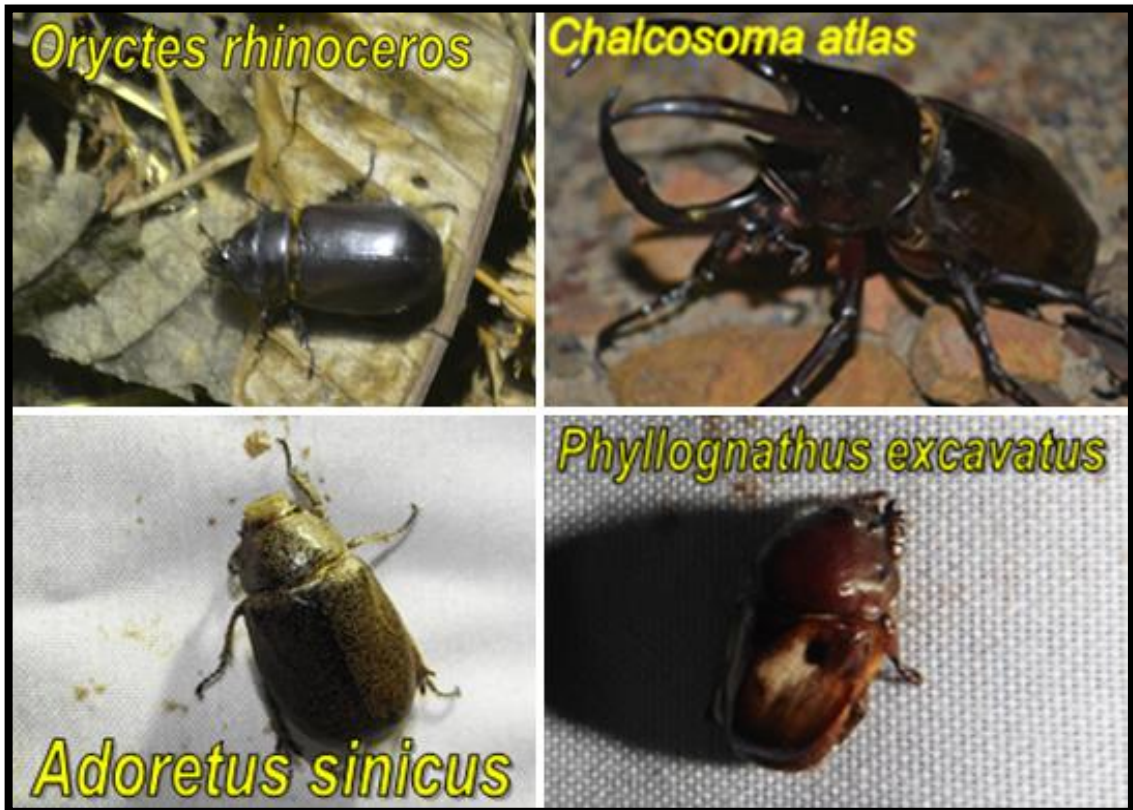 Oryctes rhinoceros
Chalcosoma atlas
Adoretus sinicus
Phyllognathus excavatus